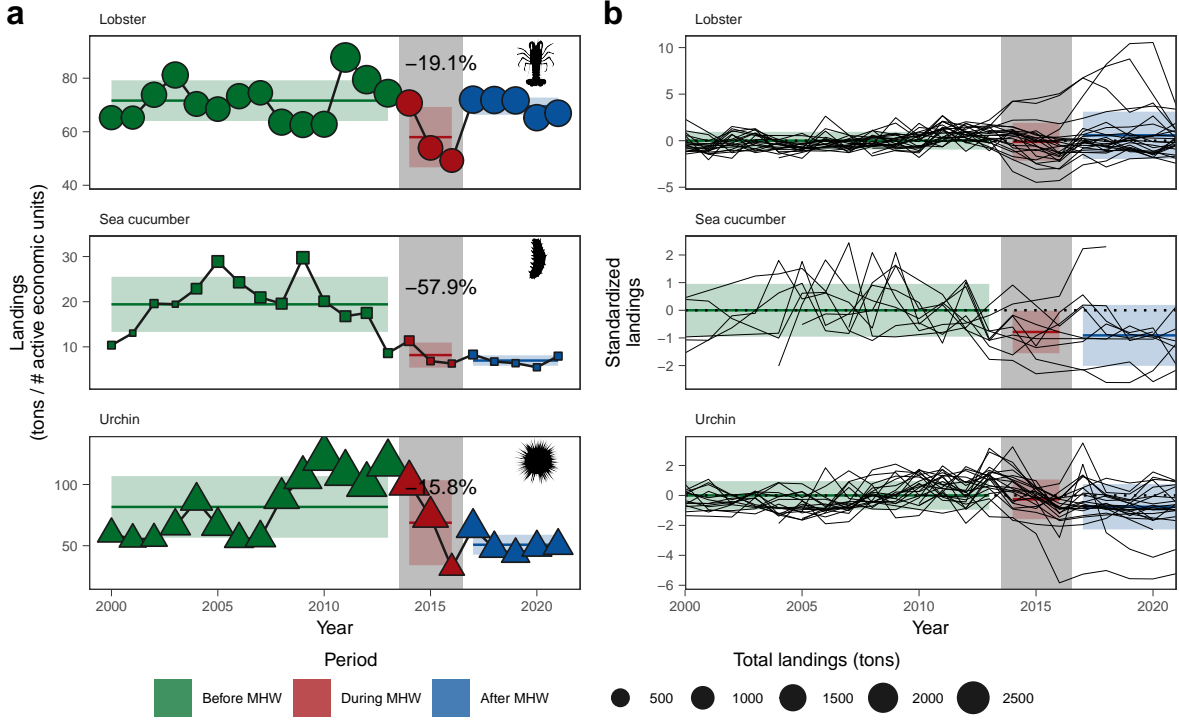 a
b
Lobster
Lobster
−19.1%
80
60
40
10
5
0
−5
Sea cucumber
Sea cucumber
−57.9%
30
20
10
2
1
0
−1
−2
Landings
(tons / # active economic units)
Standardized
landings
Urchin
Urchin
−15.8%
100
50
2
0
−2
−4
−6
2000 2005 2010 2015 2020
2000 2005 2010 2015 2020
Year
Year
Period
Total landings (tons)
Before MHW During MHW After MHW
500 1000 1500 2000 2500